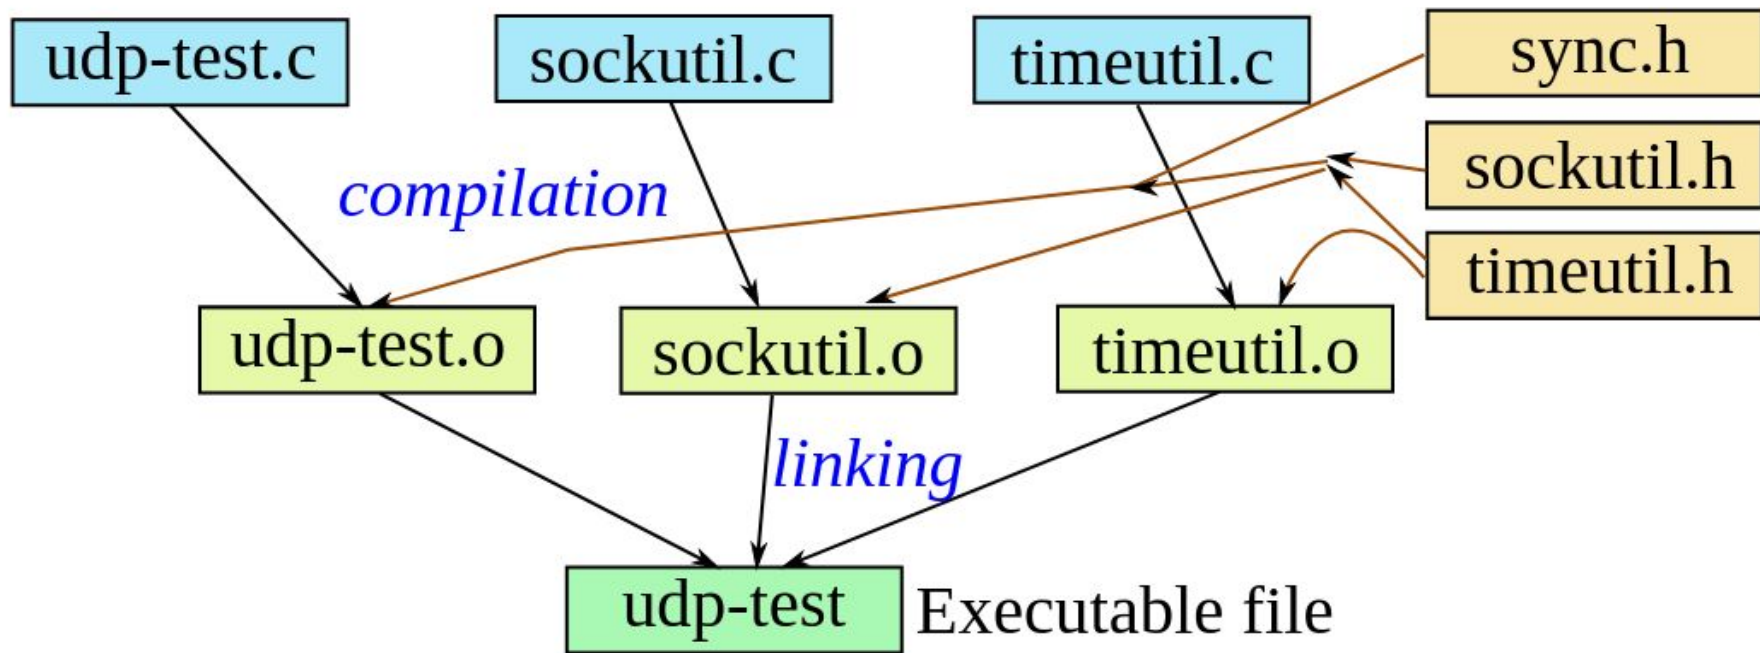 udp-test.c
sockutil.c
timeutil.c
sync.h
sockutil.h
timeutil.h
compilation
udp-test.o
sockutil.o
timeutil.o
linking
udp-test
Executable file